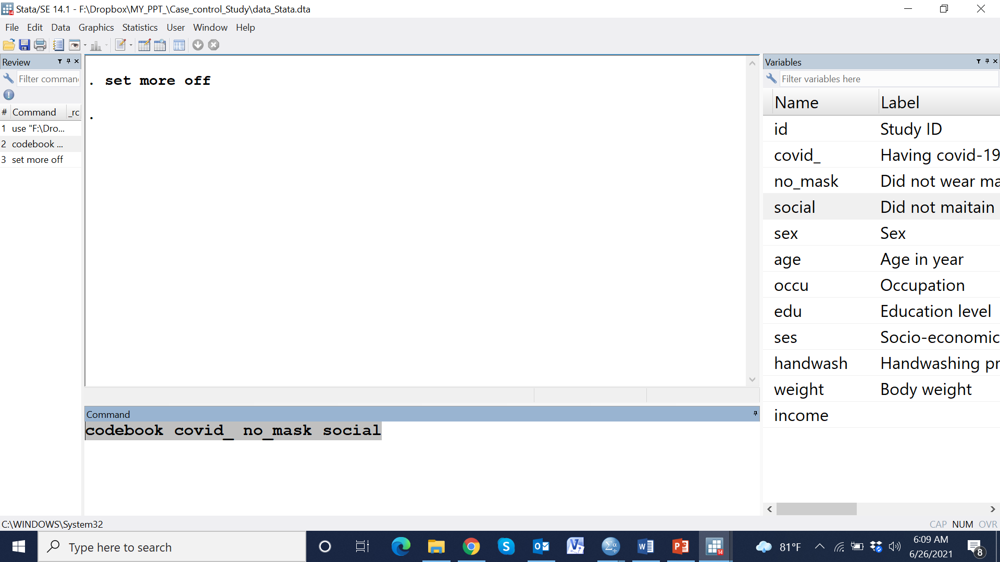 Stata/SE 14.1 - F:\Dropbox\MY_PPT_\Case_control_Study\data_Stata.dta
File Edit Data Graphics Statistics User Window Help
Review
Filter comman
# Command _rc
1 use "F:\Dro...
2 codebook ...
3 set more off
. set more off
.
Command
codebook covid_ no_mask social
Variables
Filter variables here
Name Label
id Study ID
covid_ Having covid-19
no_mask Did not wear ma
social Did not maitain
sex Sex
age Age in year
occu Occupation
edu Education level
ses Socio-economic
handwash Handwashing pr
weight Body weight
income
C:\WINDOWS\System32
CAP NUM OVR
Type here to search
81°F
6:09 AM
6/26/2021
8
14